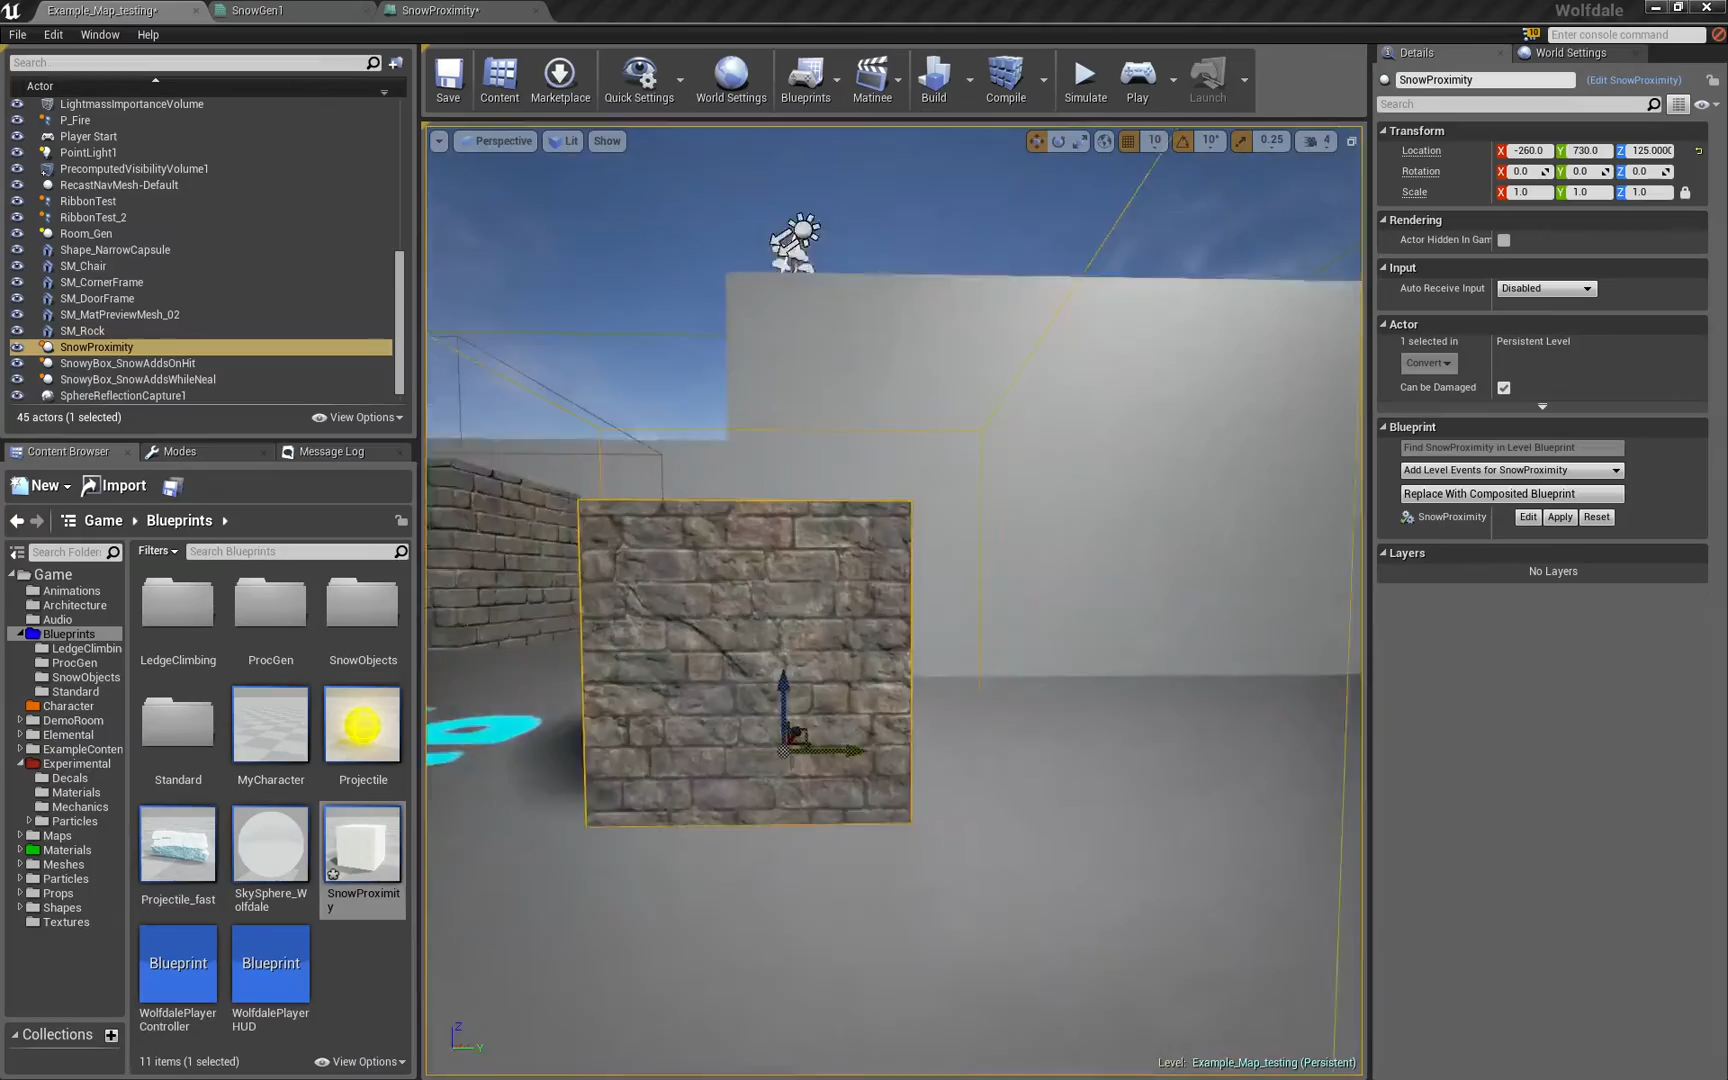 Example_Map_testing*
SnowGen1
SnowProximity*
Wolfdale
File Edit Window Help
10
Enter console command
Search
Actor
LightmassImportanceVolume
P_Fire
Player Start
PointLight1
PrecomputedVisibilityVolume1
RecastNavMesh-Default
RibbonTest
RibbonTest_2
Room_Gen
Shape_NarrowCapsule
SM_Chair
SM_CornerFrame
SM_DoorFrame
SM_MatPreviewMesh_02
SM_Rock
SnowProximity
SnowyBox_SnowAddsOnHit
SnowyBox_SnowAddsWhileNeal
SphereReflectionCapture1
45 actors (1 selected)
View Options
Content Browser
Modes
Message Log
New
Import
Game
Blueprints
Search Folder
Filters
Search Blueprints
Game
Animations
Architecture
Audio
Blueprints
LedgeClimbin
ProcGen
SnowObjects
Standard
Character
DemoRoom
Elemental
ExampleConten
Experimental
Decals
Materials
Mechanics
Particles
Maps
Materials
Meshes
Particles
Props
Shapes
Textures
Collections
LedgeClimbing
ProcGen
SnowObjects
Standard
MyCharacter
Projectile
Projectile_fast
SkySphere_W
olfdale
SnowProximit
y
Blueprint
Blueprint
WolfdalePlayer
Controller
WolfdalePlayer
HUD
11 items (1 selected)
View Options
Save
Content
Marketplace
Quick Settings
World Settings
Blueprints
Matinee
Build
Compile
Simulate
Play
Launch
Perspective
Lit
Show
10
10°
0.25
4
Z
Y
Level: Example_Map_testing (Persistent)
Details
World Settings
SnowProximity
(Edit SnowProximity)
Search
Transform
Location
X -260.0 Y 730.0 Z 125.000(
Rotation
X 0.0 Y 0.0 Z 0.0
Scale
X 1.0 Y 1.0 Z 1.0
Rendering
Actor Hidden In Gam
Input
Auto Receive Input
Disabled
Actor
1 selected in
Persistent Level
Convert
Can be Damaged
Blueprint
Find SnowProximity in Level Blueprint
Add Level Events for SnowProximity
Replace With Composited Blueprint
SnowProximity
Edit
Apply
Reset
Layers
No Layers